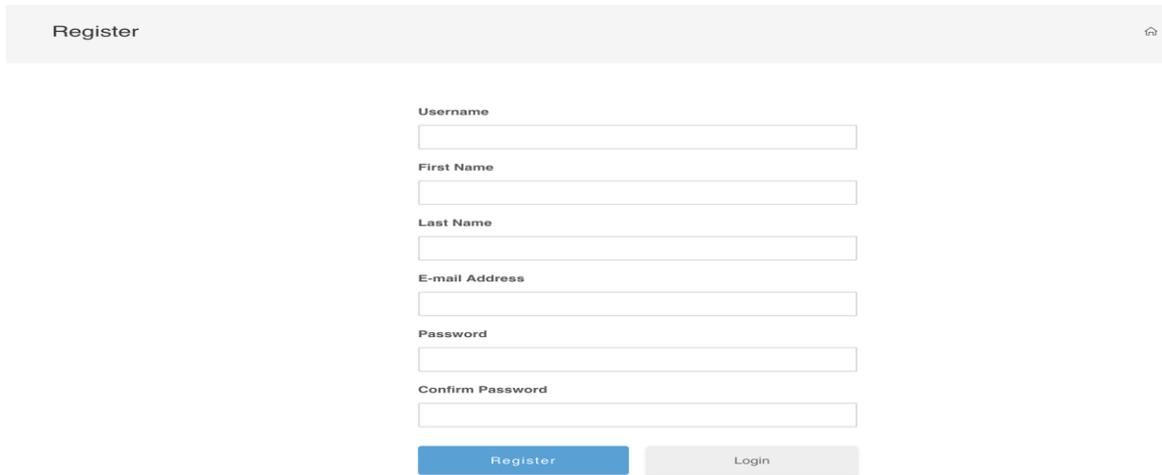 Register
Username
First Name
Last Name
E-mail Address
Password
Confirm Password
Register Login